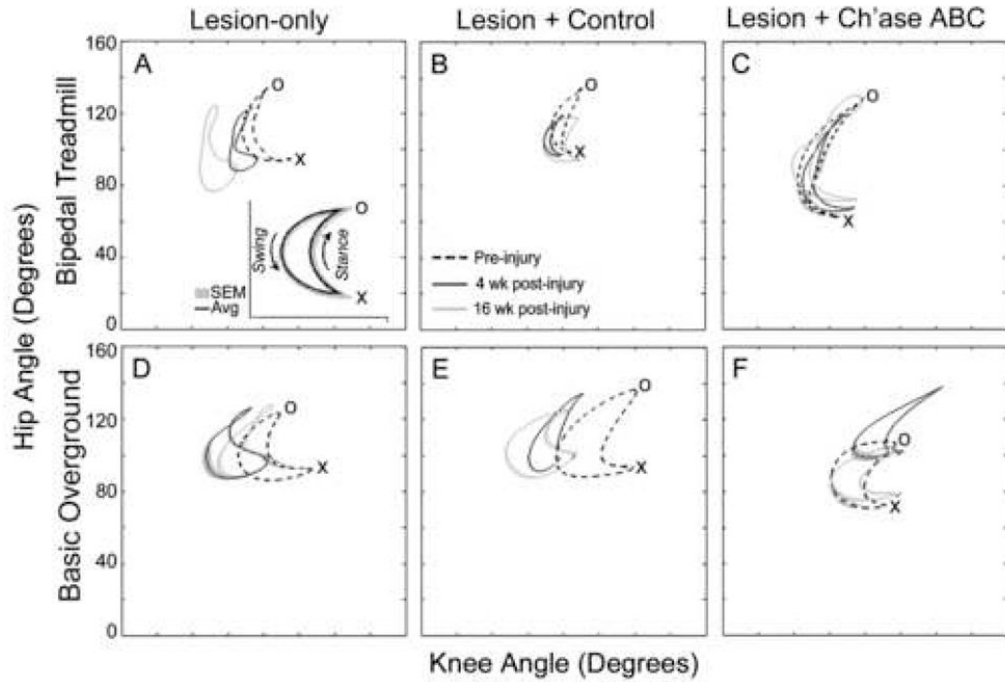 Lesion-only
Lesion + Control
Lesion + Ch'ase ABC
Hip Angle (Degrees)
Bipedal Treadmill
160
120
80
40
0
A
O
X
Swing
Stance
O
X
SEM
Avg
B
O
X
Pre-injury
4 wk post-injury
16 wk post-injury
C
O
X
Basic Overground
160
120
80
40
0
D
O
X
E
O
X
F
O
X
Knee Angle (Degrees)